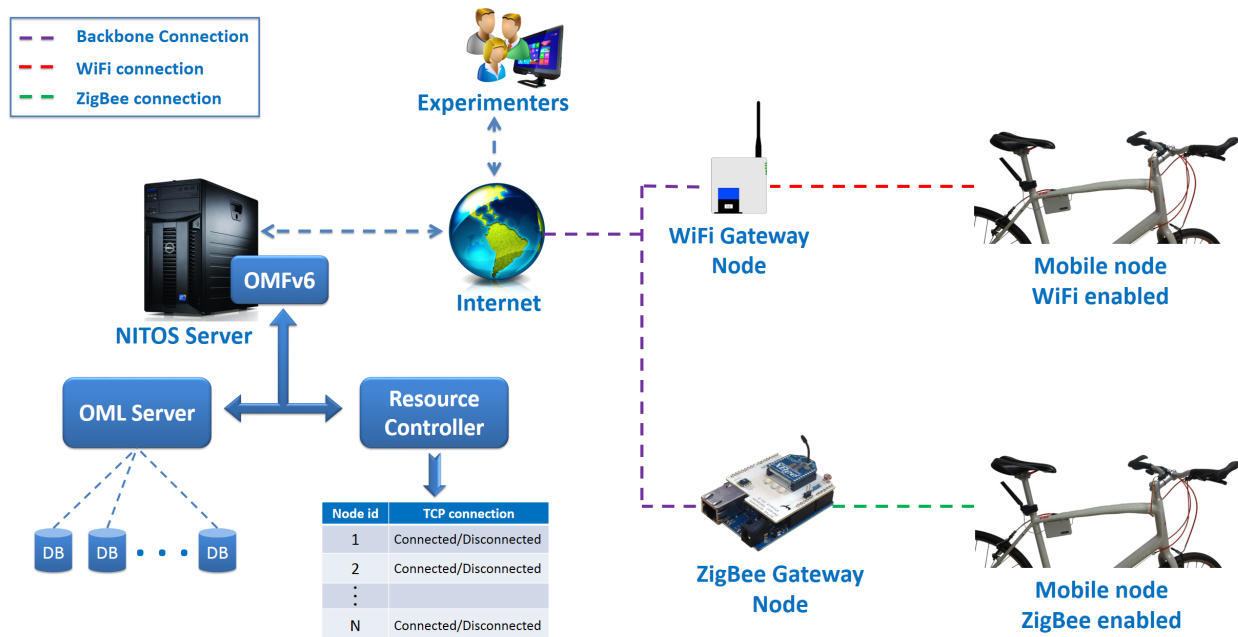 Backbone Connection
WiFi connection
ZigBee connection
Experimenters
Internet
OMFv6
NITOS Server
WiFi Gateway
Node
Mobile node
WiFi enabled
OML Server
Resource
Controller
DB
DB
DB
Node id TCP connection
1 Connected/Disconnected
2 Connected/Disconnected
N Connected/Disconnected
ZigBee Gateway
Node
Mobile node
ZigBee enabled